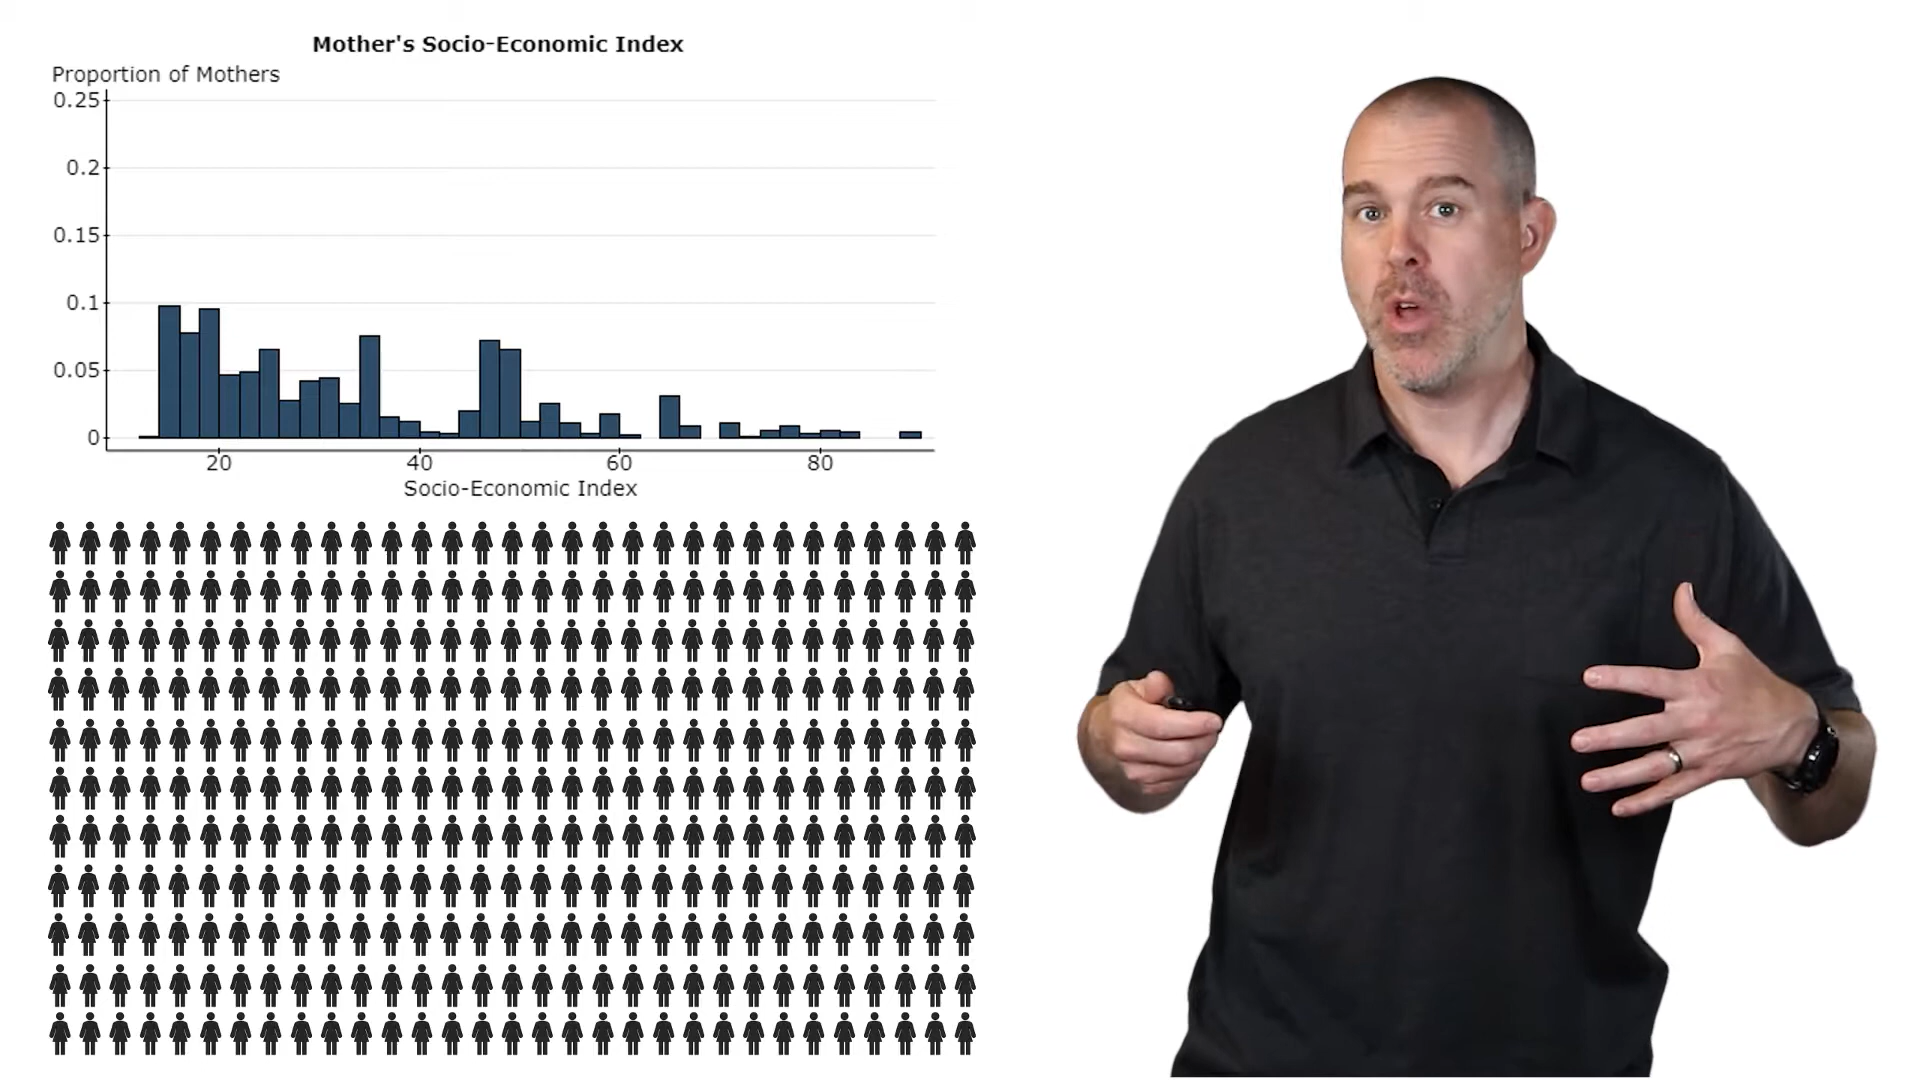 Mother's Socio-Economic Index
Proportion of Mothers
0.25
0.2
0.15
0.1
0.05
0
20 40 60 80
Socio-Economic Index